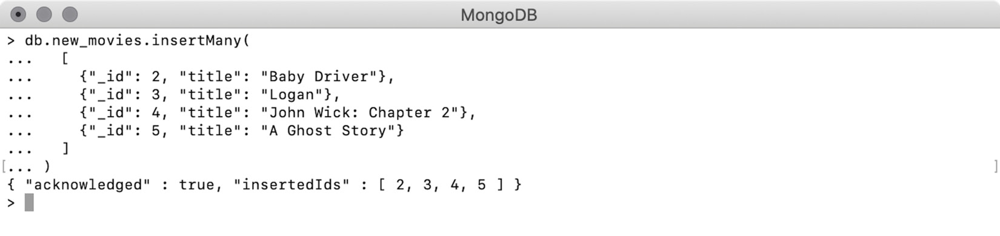 MongoDB
> db.new_movies.insertMany(
...   [
...     {"_id": 2, "title": "Baby Driver"},
...     {"_id": 3, "title": "Logan"},
...     {"_id": 4, "title": "John Wick: Chapter 2"},
...     {"_id": 5, "title": "A Ghost Story"}
...   ]
[... ) ]
{ "acknowledged" : true, "insertedIds" : [ 2, 3, 4, 5 ] }
>